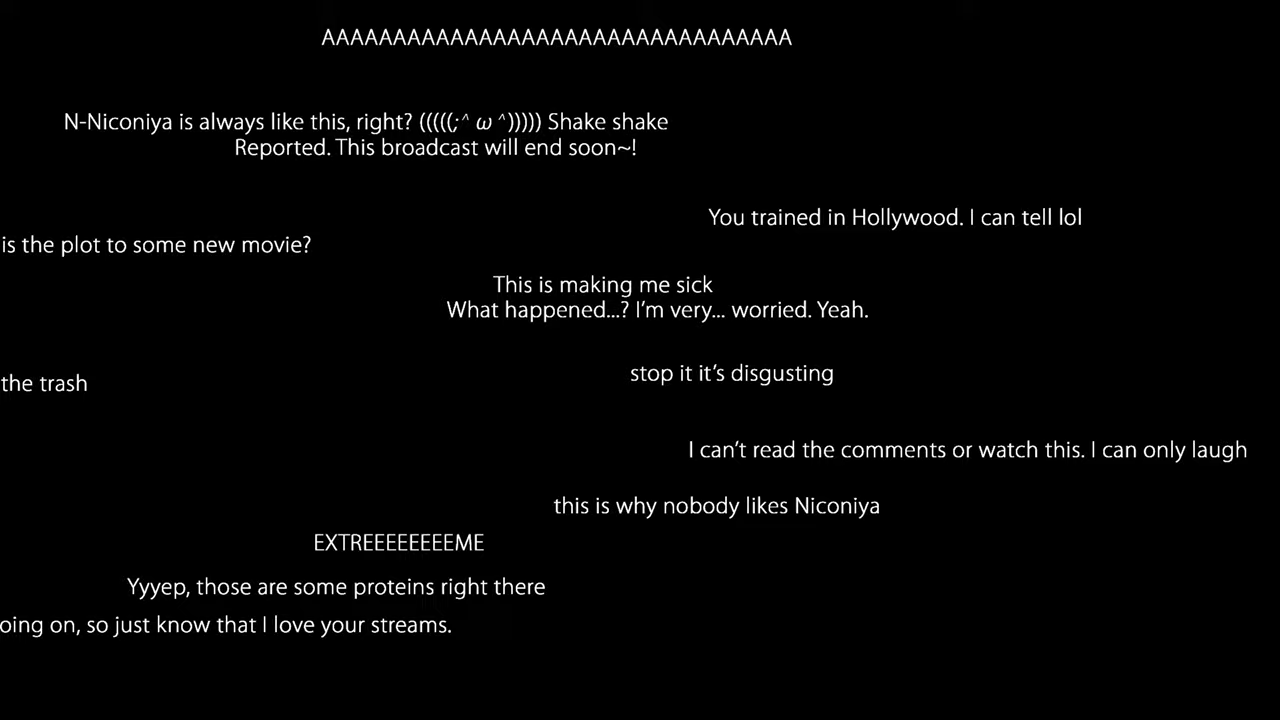 AAAAAAAAAAAAAAAAAAAAAAAAAAAAAAAAA
N-Niconiya is always like this, right? (((((;^ ω ^))))) Shake shake
Reported. This broadcast will end soon~!
You trained in Hollywood. I can tell lol
is the plot to some new movie?
This is making me sick
What happened...? I'm very... worried. Yeah.
stop it it's disgusting
the trash
I can't read the comments or watch this. I can only laugh
this is why nobody likes Niconiya
EXTREEEEEEEEME
Yyyep, those are some proteins right there
oing on, so just know that I love your streams.